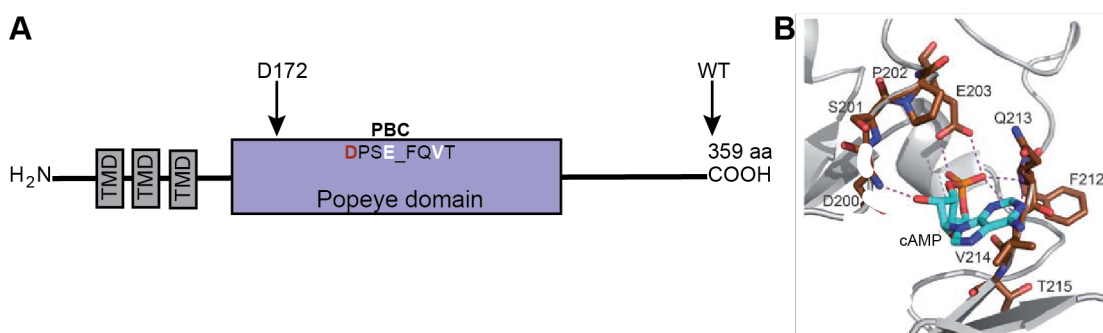 A
D172
WT
PBC
DPSE_FQVT
359 aa
H2N
TMD
TMD
TMD
COOH
Popeye domain
B
P202
E203
S201
Q213
D200
F212
cAMP
V214
T215